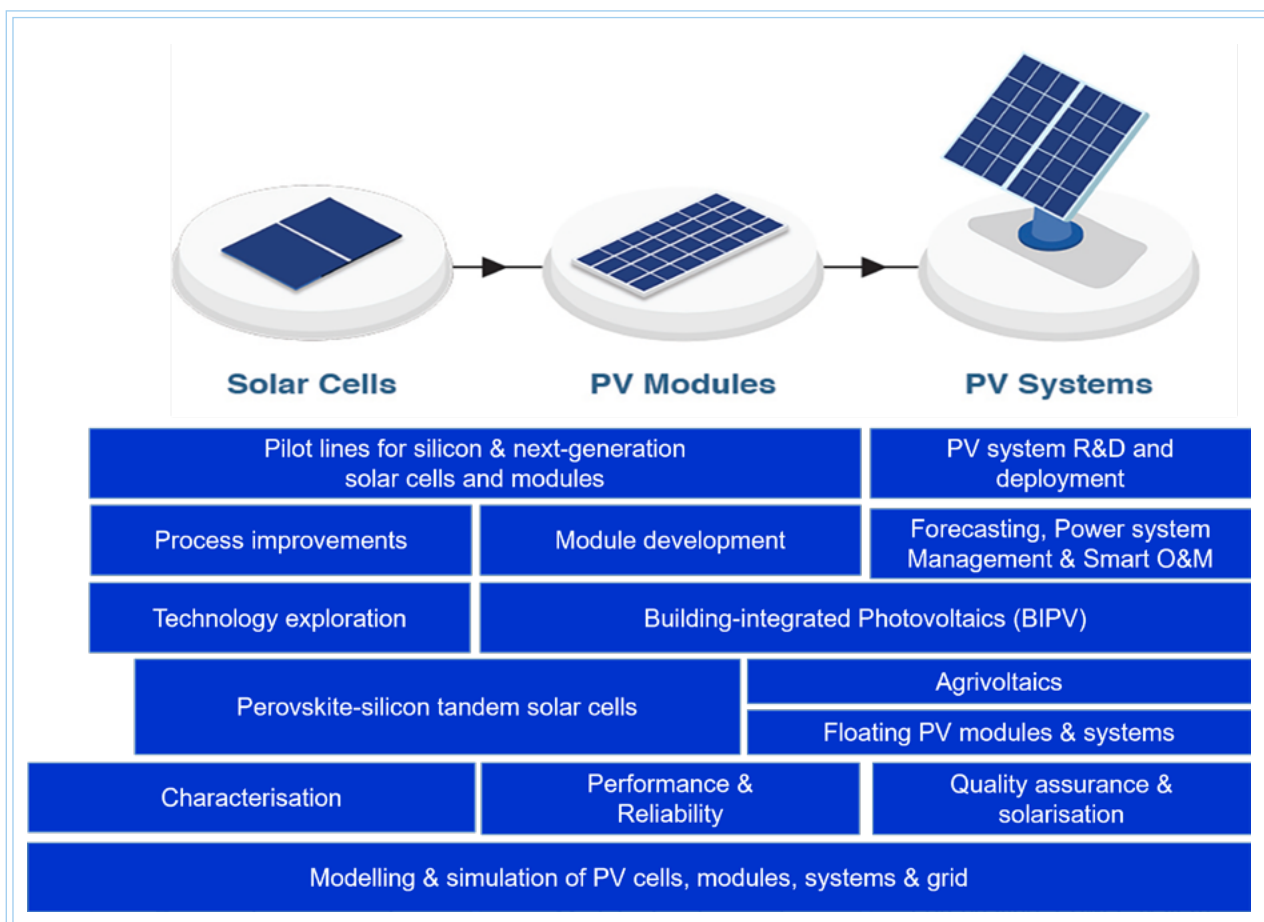 Solar Cells
PV Modules
PV Systems
Pilot lines for silicon & next-generation
solar cells and modules
PV system R&D and
deployment
Process improvements
Module development
Forecasting, Power system
Management & Smart O&M
Technology exploration
Building-integrated Photovoltaics (BIPV)
Perovskite-silicon tandem solar cells
Agrivoltaics
Floating PV modules & systems
Characterisation
Performance &
Reliability
Quality assurance &
solarisation
Modelling & simulation of PV cells, modules, systems & grid